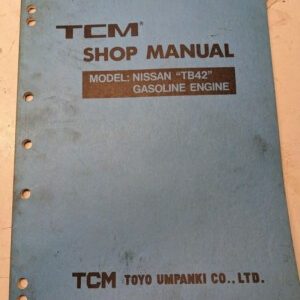 TCM®
SHOP MANUAL
MODEL: NISSAN "TB42"
GASOLINE ENGINE
TCM TOYO UMPANKI CO., LTD.